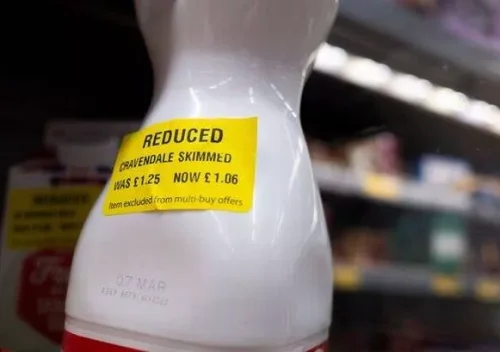 REDUCED
CRAVENDALE SKIMMED
WAS £1.25 NOW £1.06
Item excluded from multi-buy offers
07 MAR